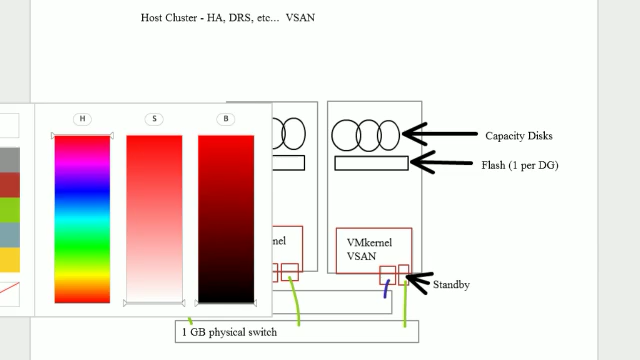 Host Cluster - HA, DRS, etc... VSAN
H
S
B
Capacity Disks
Flash (1 per DG)
nel
VMkernel
VSAN
Standby
1 GB physical switch